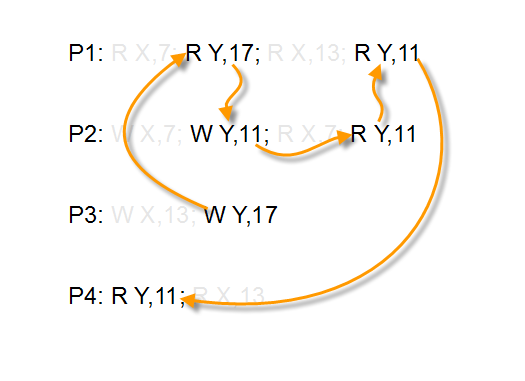 P1: R X,7; R Y,17; R X,13; R Y,11
P2: W X,7; W Y,11; R X,7; R Y,11
P3: W X,13; W Y,17
P4: R Y,11; R X,13